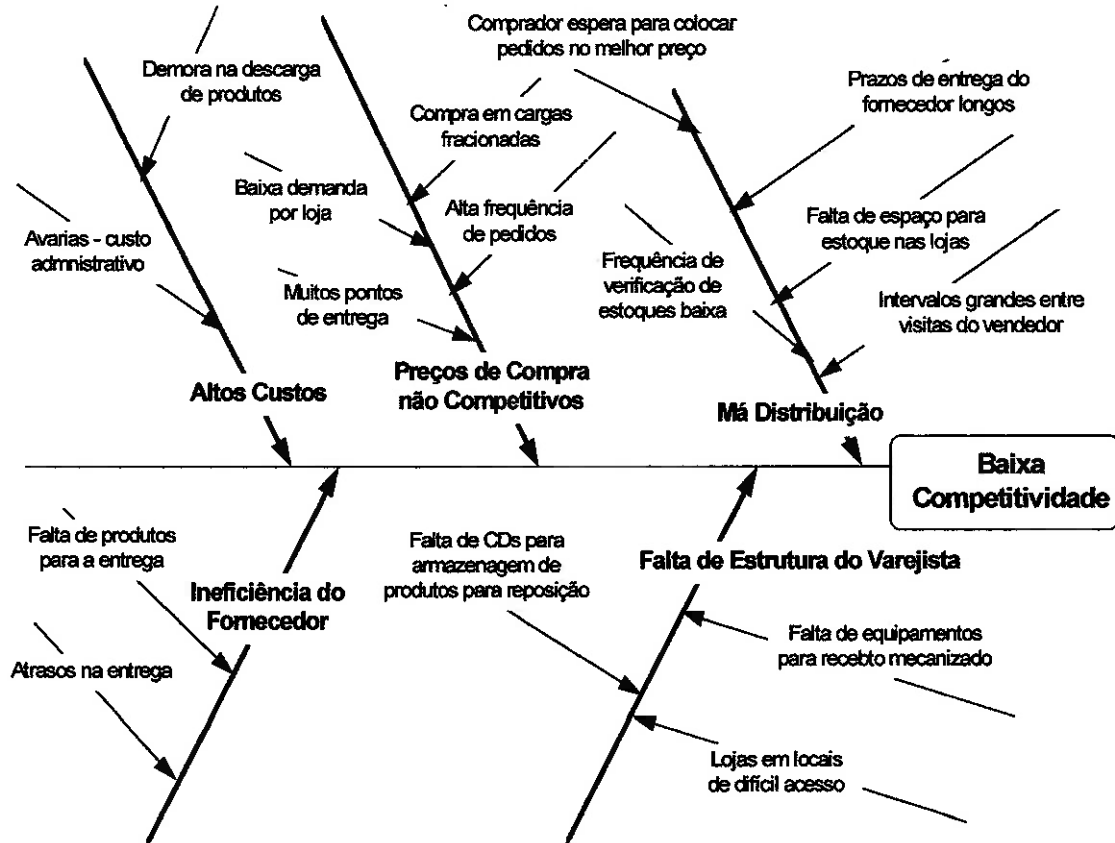 Demora na descarga
de produtos
Avarias - custo
admnistrativo
Altos Custos
Compra em cargas
fracionadas
Baixa demanda
por loja
Alta frequência
de pedidos
Muitos pontos
de entrega
Preços de Compra
não Competitivos
Comprador espera para colocar
pedidos no melhor preço
Prazos de entrega do
fornecedor longos
Falta de espaço para
estoque nas lojas
Frequência de
verificação de
estoques baixa
Intervalos grandes entre
visitas do vendedor
Má Distribuição
Baixa
Competitividade
Falta de produtos
para a entrega
Ineficiência do
Fornecedor
Atrasos na entrega
Falta de CDs para
armazenagem de
produtos para reposição
Falta de Estrutura do Varejista
Falta de equipamentos
para recebto mecanizado
Lojas em locais
de difícil acesso